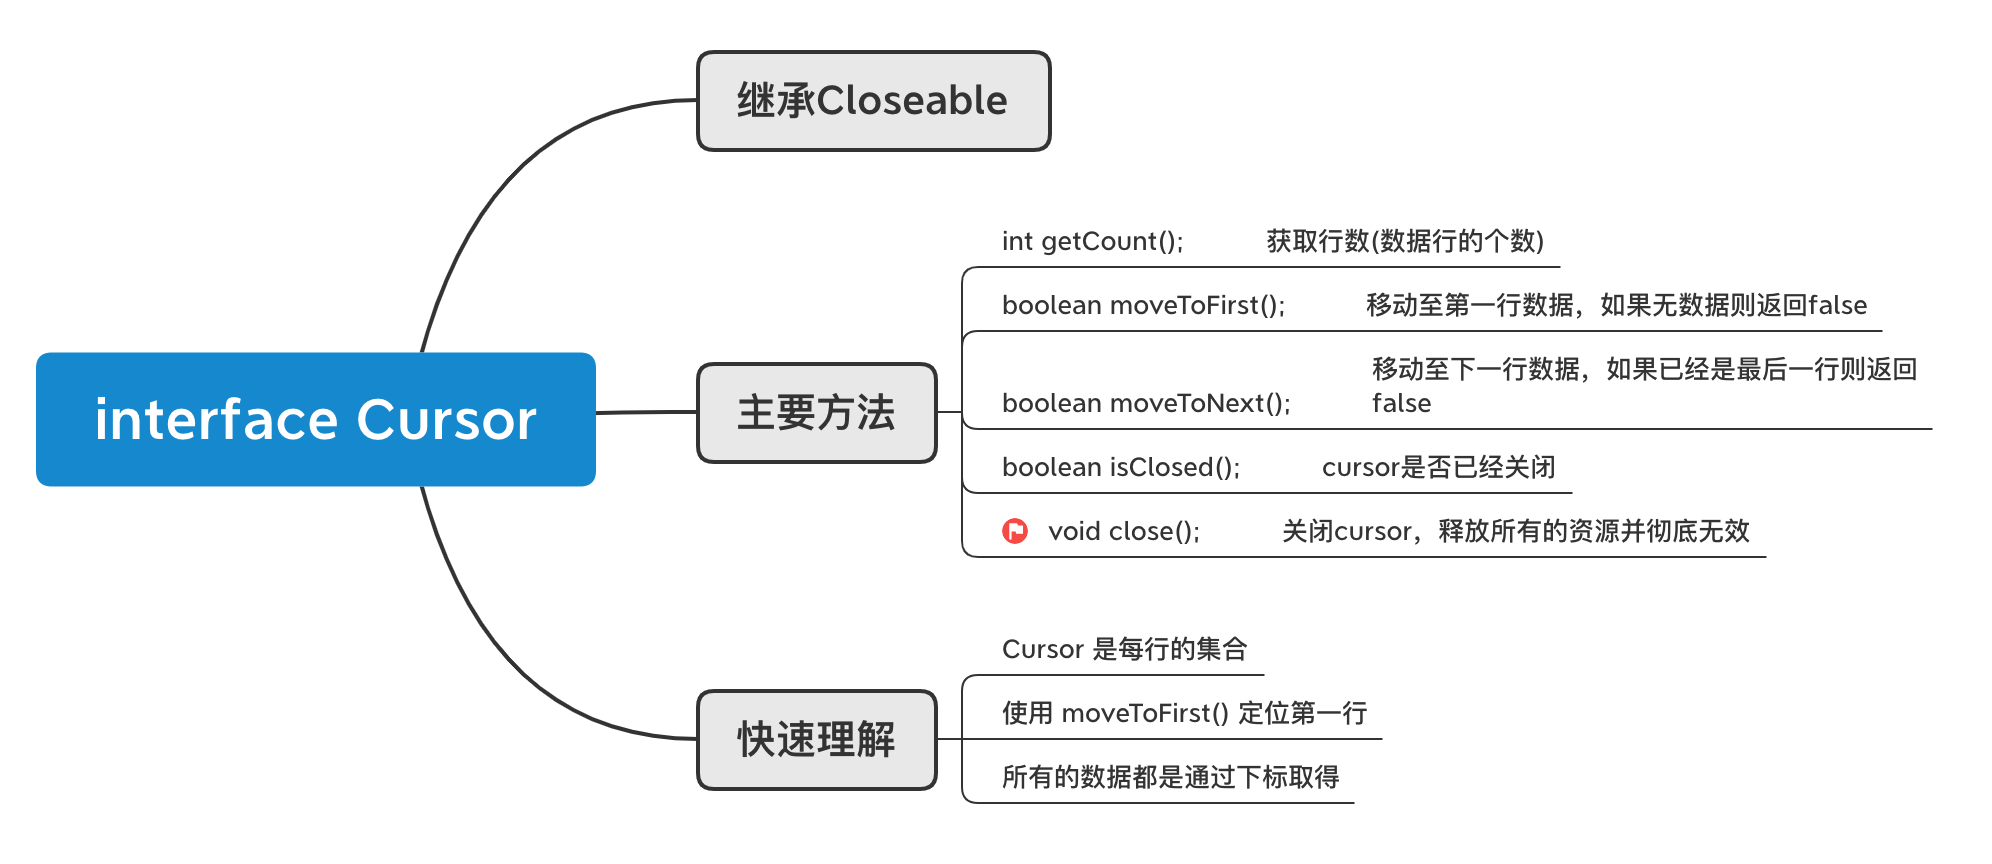 interface Cursor
继承Closeable
主要方法
int getCount(); 获取行数(数据行的个数)
boolean moveToFirst(); 移动至第一行数据，如果无数据则返回false
boolean moveToNext(); 移动至下一行数据，如果已经是最后一行则返回
false
boolean isClosed(); cursor是否已经关闭
void close(); 关闭cursor，释放所有的资源并彻底无效
快速理解
Cursor 是每行的集合
使用 moveToFirst() 定位第一行
所有的数据都是通过下标取得